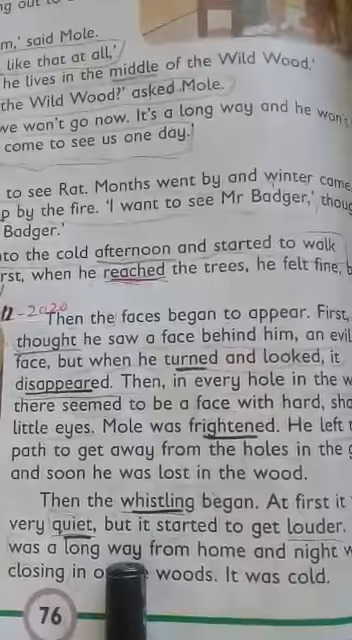 ng out to
m,' said Mole.
like that at all,'
he lives in the middle of the Wild Wood.'
the Wild Wood?' asked Mole.
we won't go now. It's a long way and he won't
come to see us one day.'
to see Rat. Months went by and winter came
p by the fire. 'I want to see Mr Badger,' thoug
Badger.'
nto the cold afternoon and started to walk
rst, when he reached the trees, he felt fine, b
-2020
Then the faces began to appear. First,
thought he saw a face behind him, an evil
face, but when he turned and looked, it
disappeared. Then, in every hole in the w
there seemed to be a face with hard, sha
little eyes. Mole was frightened. He left t
path to get away from the holes in the g
and soon he was lost in the wood.
Then the whistling began. At first it
very quiet, but it started to get louder.
was a long way from home and night w
closing in o woods. It was cold.
76